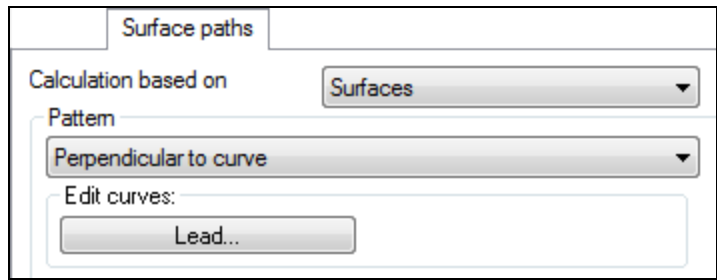 Surface paths
Calculation based on Surfaces
Pattern
Perpendicular to curve
Edit curves:
Lead...